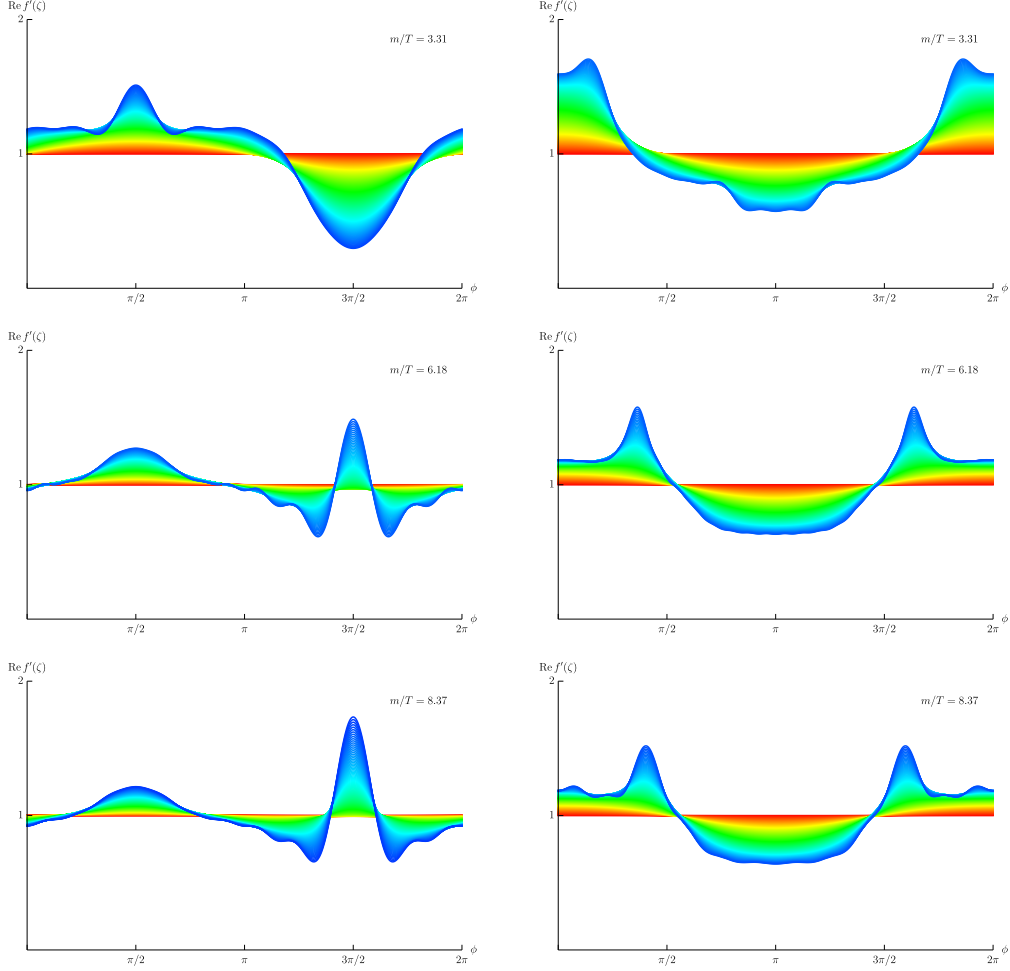 Re f′(ζ)
2
m/T = 3.31
1
π/2
π
3π/2
2π
ϕ
Re f′(ζ)
2
m/T = 3.31
1
π/2
π
3π/2
2π
ϕ
Re f′(ζ)
2
m/T = 6.18
1
π/2
π
3π/2
2π
ϕ
Re f′(ζ)
2
m/T = 6.18
1
π/2
π
3π/2
2π
ϕ
Re f′(ζ)
2
m/T = 8.37
1
π/2
π
3π/2
2π
ϕ
Re f′(ζ)
2
m/T = 8.37
1
π/2
π
3π/2
2π
ϕ